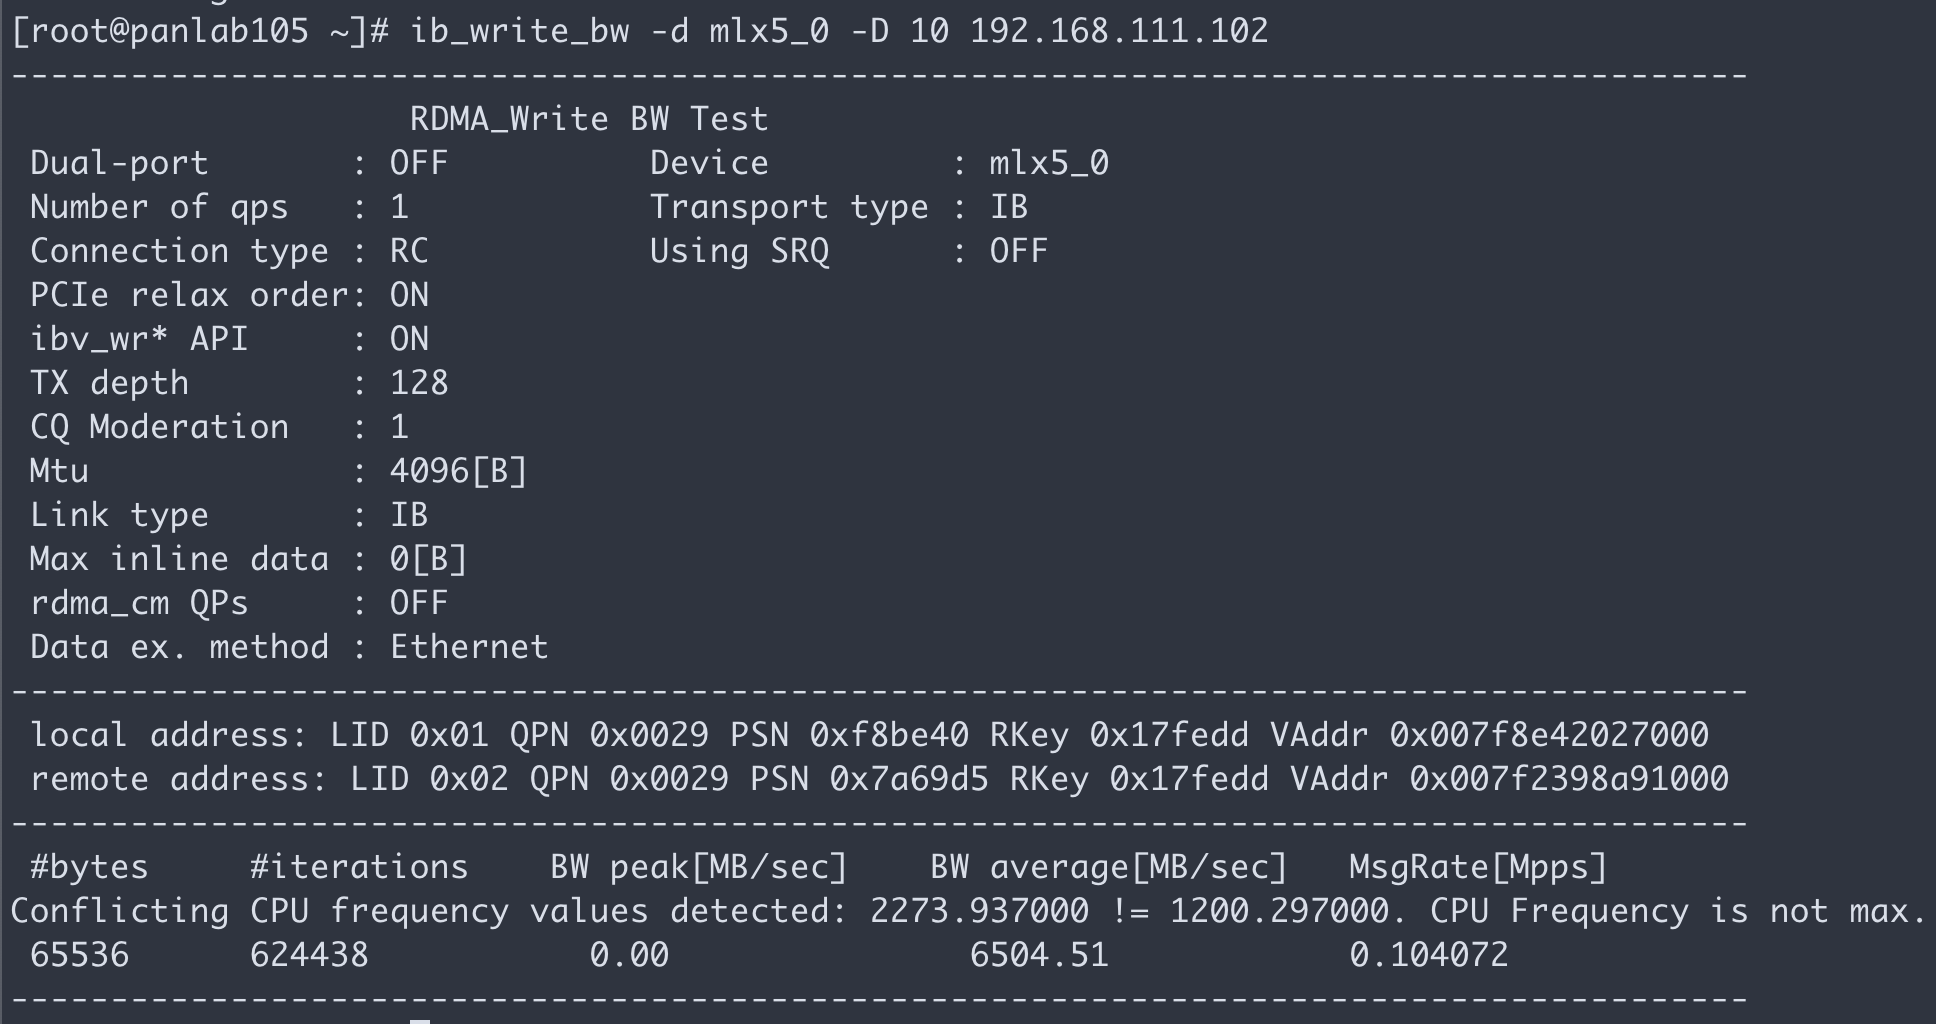 [root@panlab105 ~]# ib_write_bw -d mlx5_0 -D 10 192.168.111.102
---------------------------------------------------------------------------------------
                    RDMA_Write BW Test
 Dual-port       : OFF          Device         : mlx5_0
 Number of qps   : 1            Transport type : IB
 Connection type : RC           Using SRQ      : OFF
 PCIe relax order: ON
 ibv_wr* API     : ON
 TX depth        : 128
 CQ Moderation   : 1
 Mtu             : 4096[B]
 Link type       : IB
 Max inline data : 0[B]
 rdma_cm QPs     : OFF
 Data ex. method : Ethernet
---------------------------------------------------------------------------------------
 local address: LID 0x01 QPN 0x0029 PSN 0xf8be40 RKey 0x17fedd VAddr 0x007f8e42027000
 remote address: LID 0x02 QPN 0x0029 PSN 0x7a69d5 RKey 0x17fedd VAddr 0x007f2398a91000
---------------------------------------------------------------------------------------
 #bytes     #iterations    BW peak[MB/sec]    BW average[MB/sec]   MsgRate[Mpps]
Conflicting CPU frequency values detected: 2273.937000 != 1200.297000. CPU Frequency is not max.
 65536      624438           0.00               6504.51            0.104072
---------------------------------------------------------------------------------------